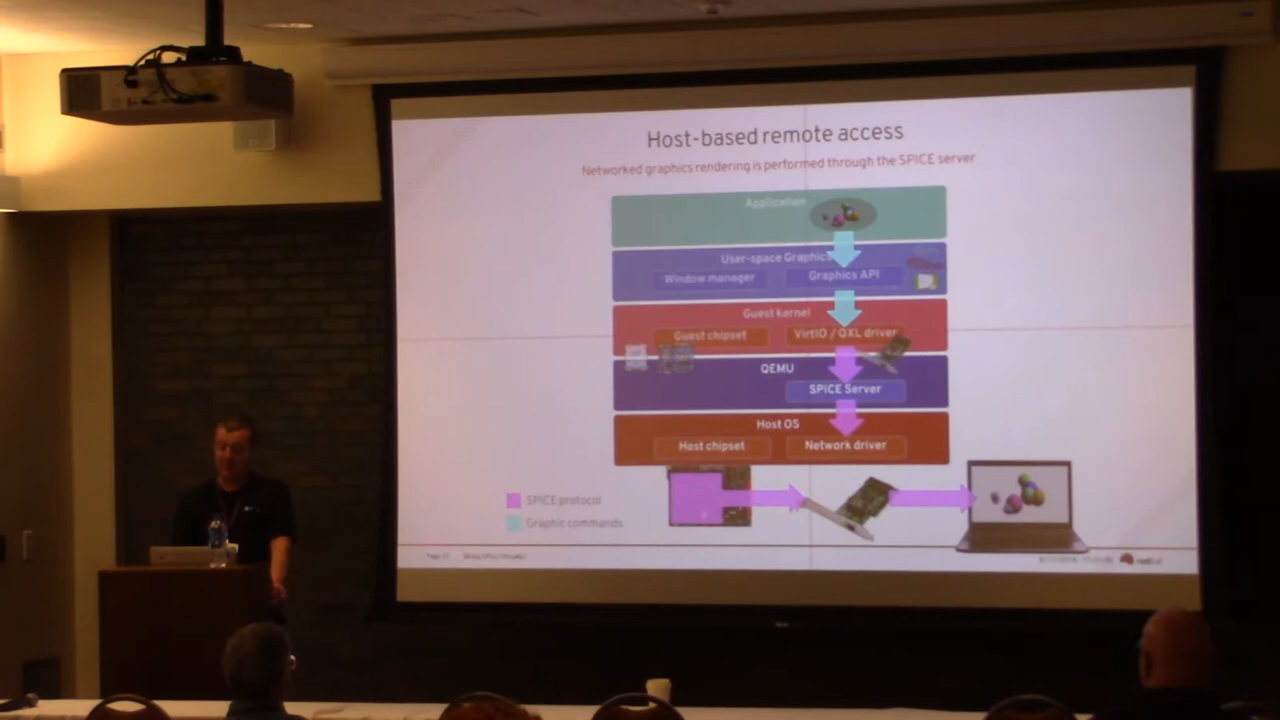 Host-based remote access
Networked graphics rendering is performed through the SPICE server
Application
User-space Graphics
Window manager
Graphics API
Guest kernel
Guest chipset
VirtIO / QXL driver
QEMU
SPICE Server
Host OS
Host chipset
Network driver
SPICE protocol
Graphic commands
redhat